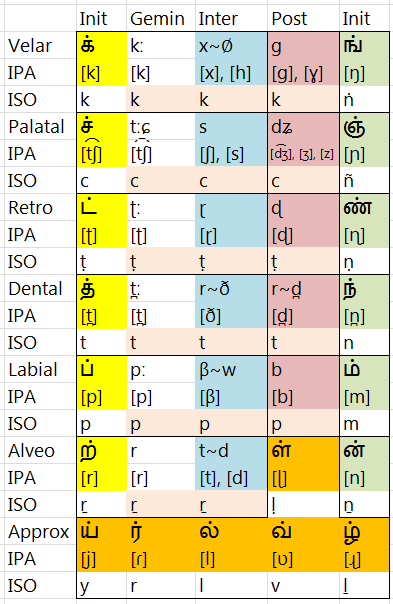 Init Gemin Inter Post Init
Velar க் kː x~Ø g ங்
IPA [k] [k] [x], [h] [g], [ɣ] [ŋ]
ISO k k k k ṅ
Palatal ச் tːɕ s dʑ ஞ்
IPA [t͡ʃ] [t͡ʃ] [ʃ], [s] [d͡ʒ], [ʒ], [z] [ɲ]
ISO c c c c ñ
Retro ட் ʈː ɽ ɖ ண்
IPA [ʈ] [ʈ] [ɽ] [ɖ] [ɳ]
ISO ṭ ṭ ṭ ṭ ṇ
Dental த் t̪ː r~ð r~d̪ ந்
IPA [t̪] [t̪] [ð] [d̪] [n̪]
ISO t t t t n
Labial ப் pː β~w b ம்
IPA [p] [p] [β] [b] [m]
ISO p p p p m
Alveo ற் r t~d ள் ன்
IPA [r] [r] [t], [d] [ɭ] [n]
ISO ṟ ṟ ṟ ḷ ṉ
Approx ய் ர் ல் வ் ழ்
IPA [j] [ɾ] [l] [ʋ] [ɻ]
ISO y r l v ḻ